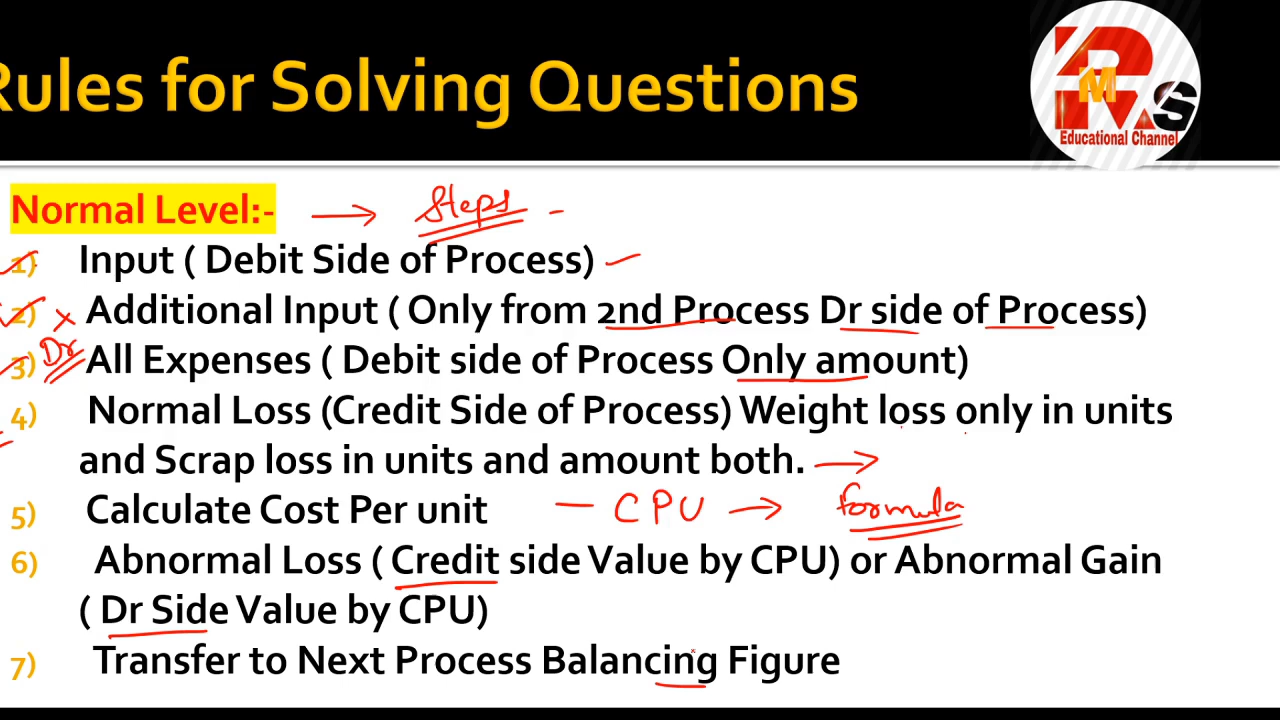 Rules for Solving Questions
M S
Educational Channel
Normal Level:- → Steps -
1) Input ( Debit Side of Process)
2) x Additional Input ( Only from 2nd Process Dr side of Process)
3) Dr All Expenses ( Debit side of Process Only amount)
4) Normal Loss (Credit Side of Process) Weight loss only in units
and Scrap loss in units and amount both. →
5) Calculate Cost Per unit - CPU → formula
6) Abnormal Loss ( Credit side Value by CPU) or Abnormal Gain
( Dr Side Value by CPU)
7) Transfer to Next Process Balancing Figure